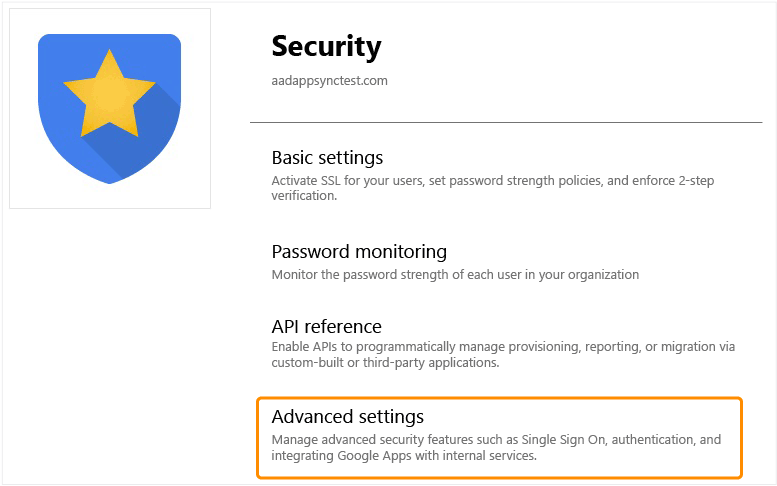 Security
aadappsynctest.com
Basic settings
Activate SSL for your users, set password strength policies, and enforce 2-step
verification.
Password monitoring
Monitor the password strength of each user in your organization
API reference
Enable APIs to programmatically manage provisioning, reporting, or migration via
custom-built or third-party applications.
Advanced settings
Manage advanced security features such as Single Sign On, authentication, and
integrating Google Apps with internal services.